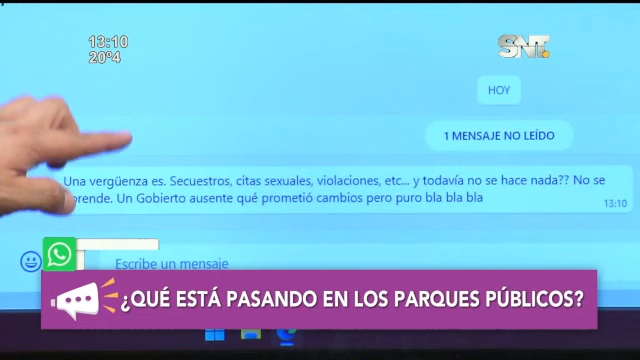 13:10
20°4
SNT.
HOY
1 MENSAJE NO LEÍDO
Una vergüenza es. Secuestros, citas sexuales, violaciones, etc... y todavía no se hace nada?? No se
prende. Un Gobierto ausente qué prometió cambios pero puro bla bla bla
13:10
Escribe un mensaje
¿QUÉ ESTÁ PASANDO EN LOS PARQUES PÚBLICOS?